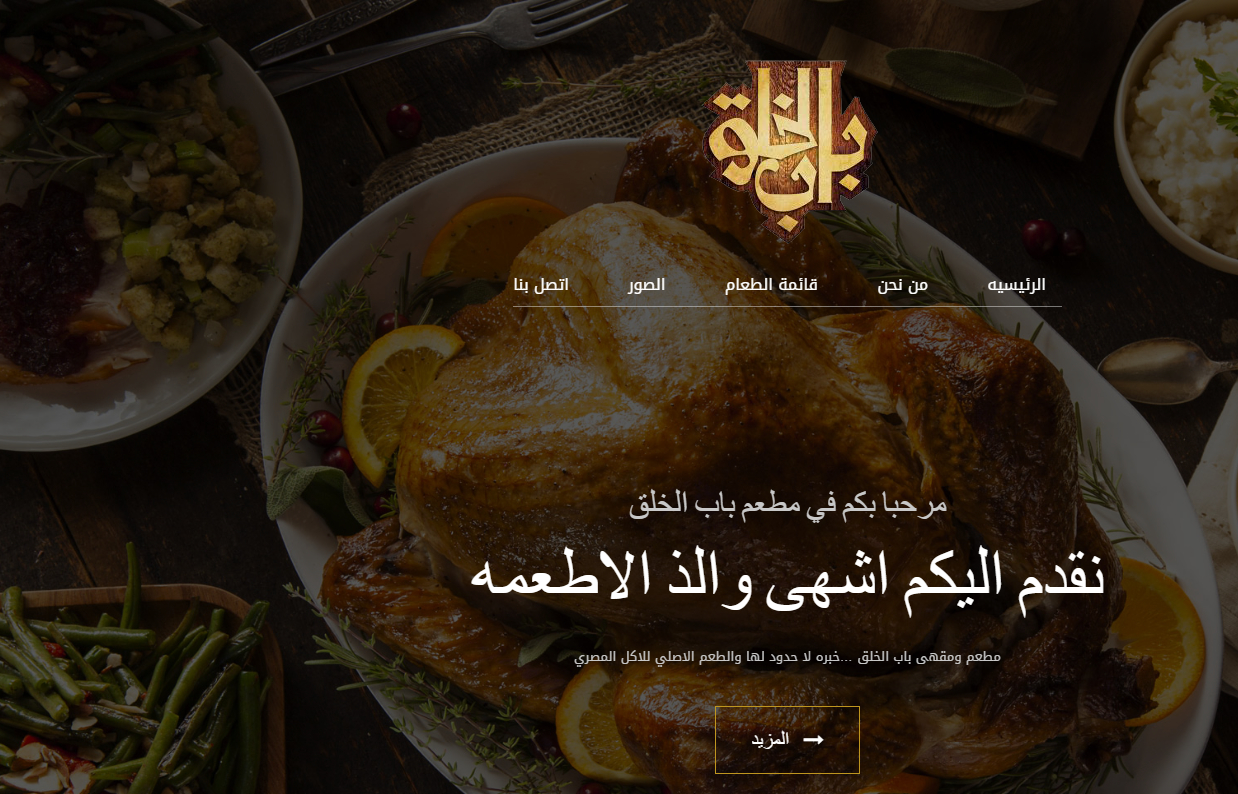 باب الخلق
الرئيسيه من نحن قائمة الطعام الصور اتصل بنا
مرحبا بكم في مطعم باب الخلق
نقدم اليكم اشهى والذ الاطعمه
مطعم ومقهى باب الخلق ...خبره لا حدود لها والطعم الاصلي للاكل المصري
المزيد